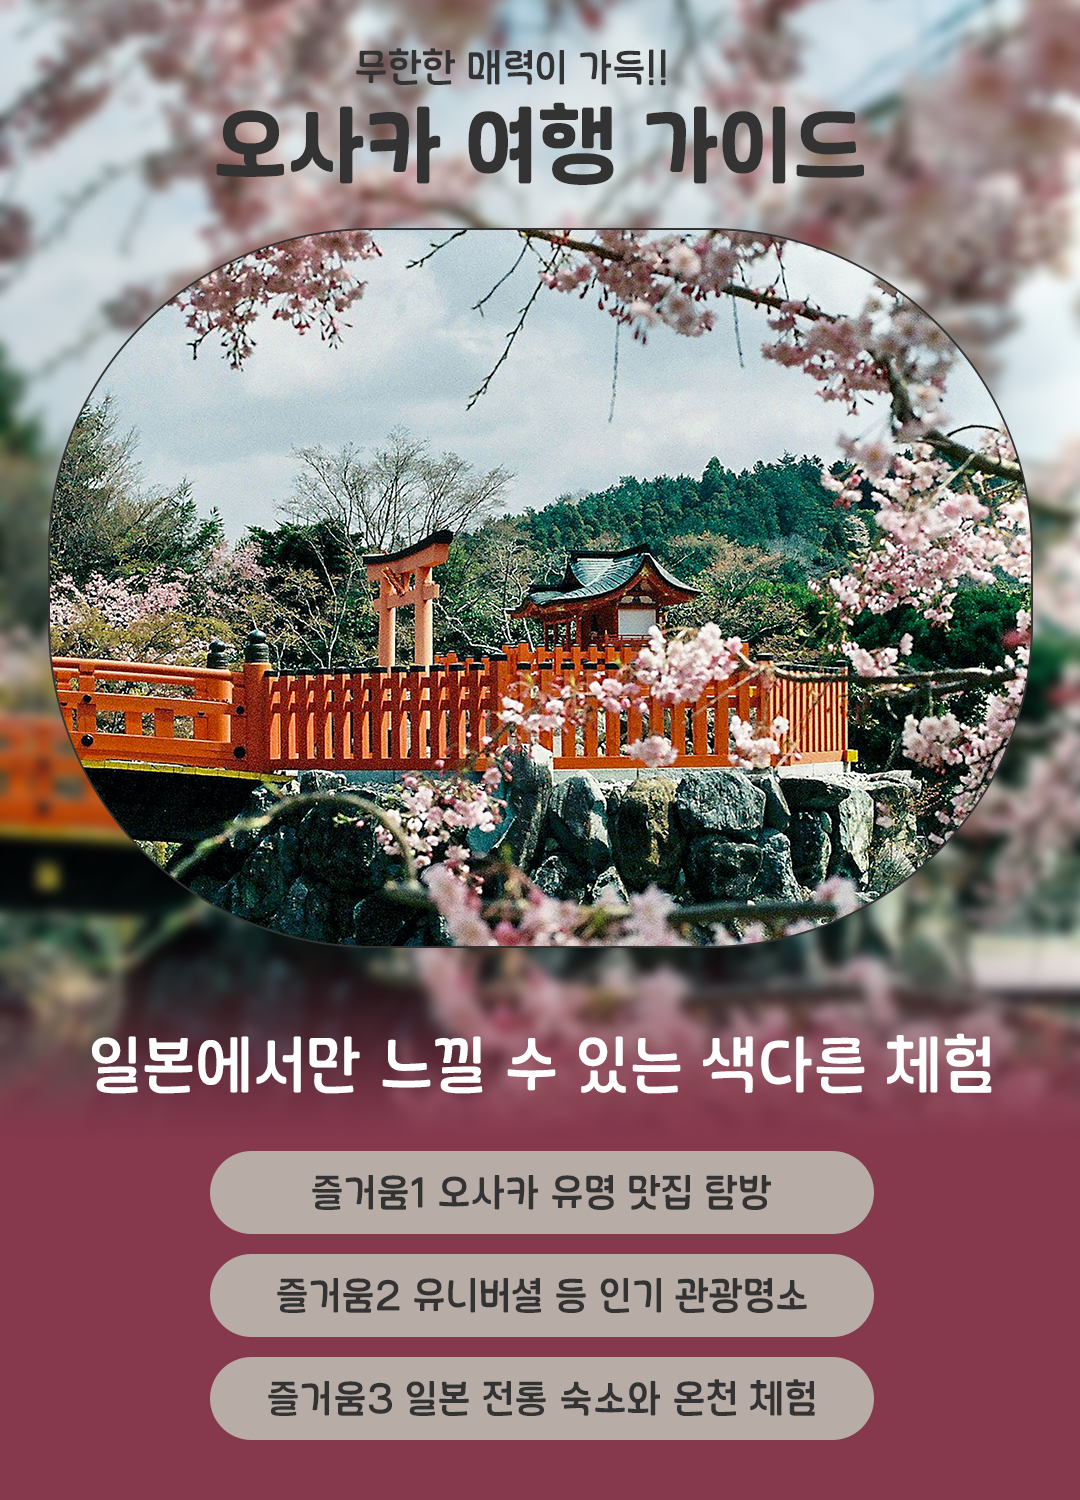 무한한 매력이 가득!!
오사카 여행 가이드
일본에서만 느낄 수 있는 색다른 체험
즐거움1 오사카 유명 맛집 탐방
즐거움2 유니버셜 등 인기 관광명소
즐거움3 일본 전통 숙소와 온천 체험